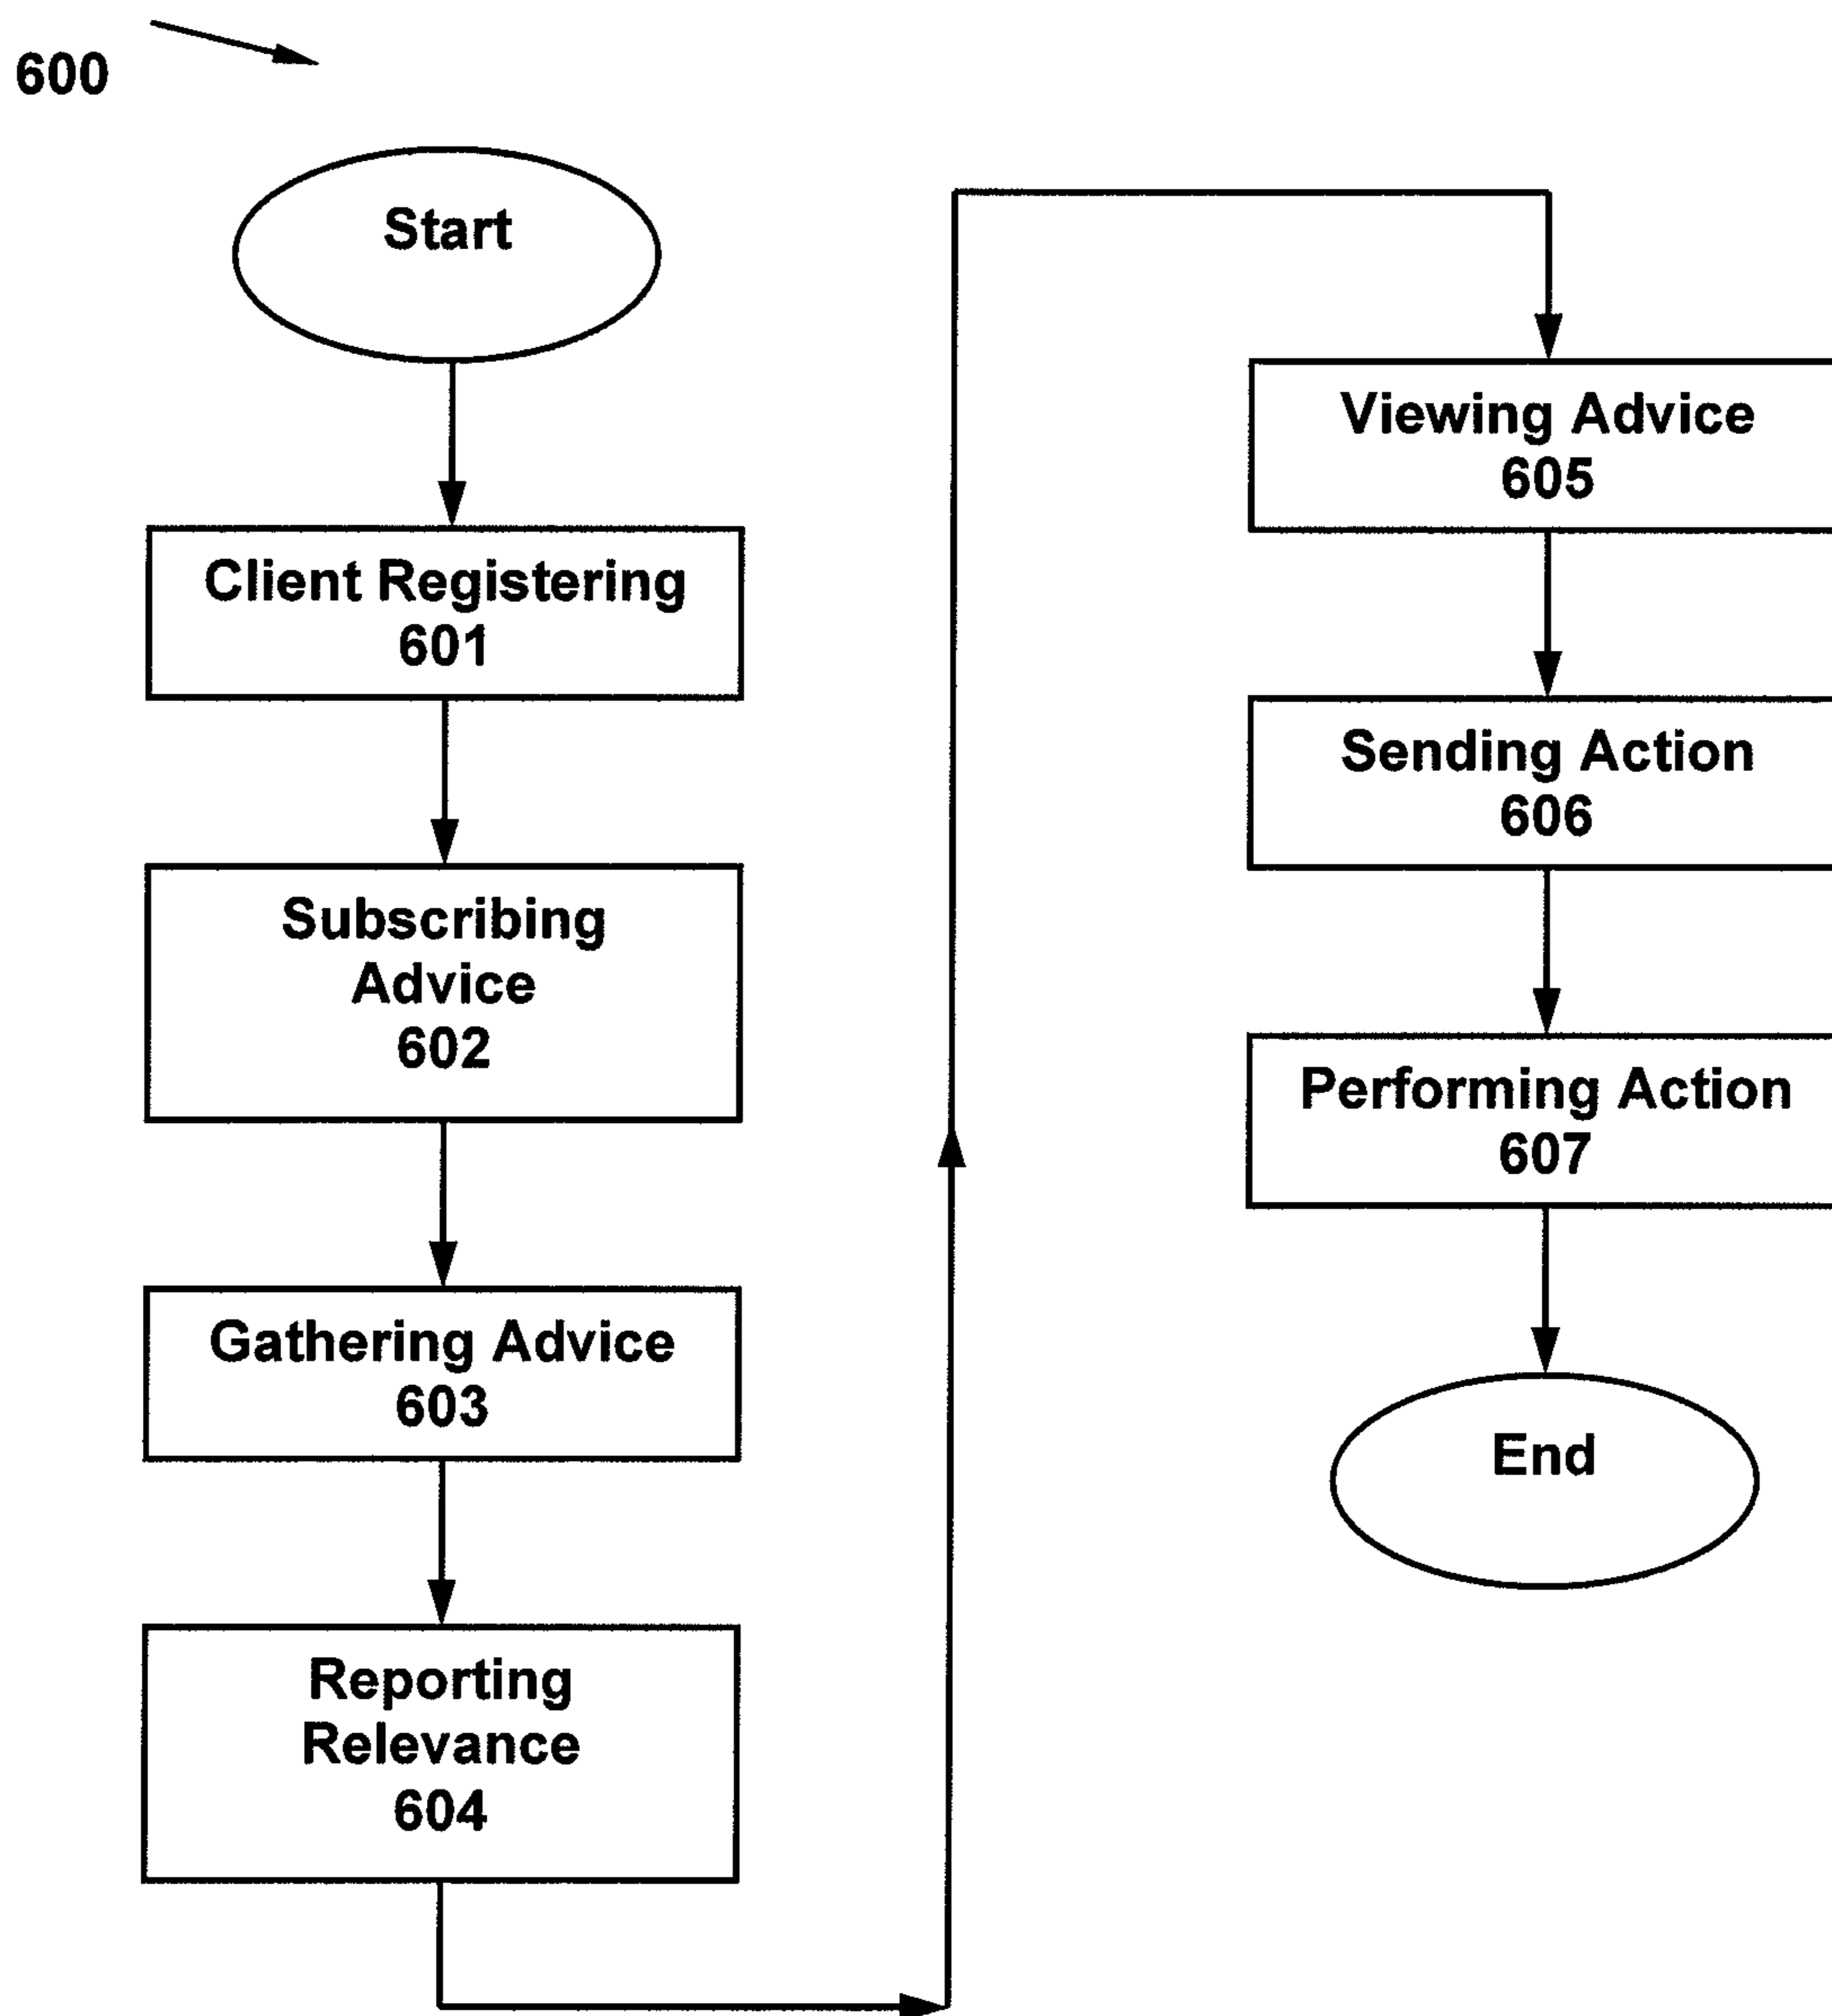 600
Start
Client Registering
601
Subscribing
Advice
602
Gathering Advice
603
Reporting
Relevance
604
Viewing Advice
605
Sending Action
606
Performing Action
607
End